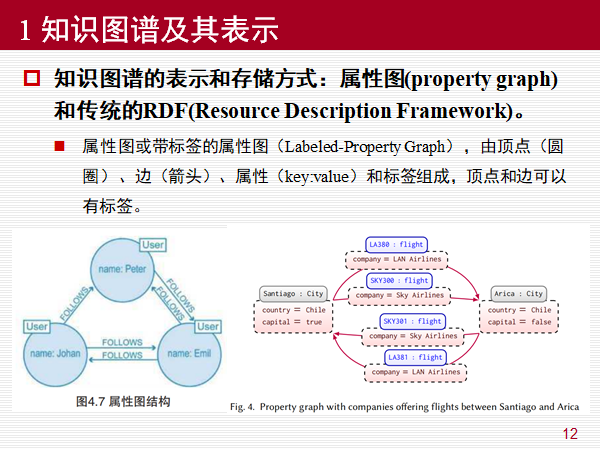 1 知识图谱及其表示
知识图谱的表示和存储方式：属性图(property graph)
和传统的RDF(Resource Description Framework)。
属性图或带标签的属性图（Labeled-Property Graph），由顶点（圆
圈）、边（箭头）、属性（key:value）和标签组成，顶点和边可以
有标签。
User
name: Peter
FOLLOWS
FOLLOWS
FOLLOWS
User
name: Johan
FOLLOWS
FOLLOWS
User
name: Emil
图4.7 属性图结构
LA380 : flight
company = LAN Airlines
SKY300 : flight
company = Sky Airlines
Santiago : City
country = Chile
capital = true
Arica : City
country = Chile
capital = false
SKY301 : flight
company = Sky Airlines
LA381 : flight
company = LAN Airlines
Fig. 4. Property graph with companies offering flights between Santiago and Arica
12